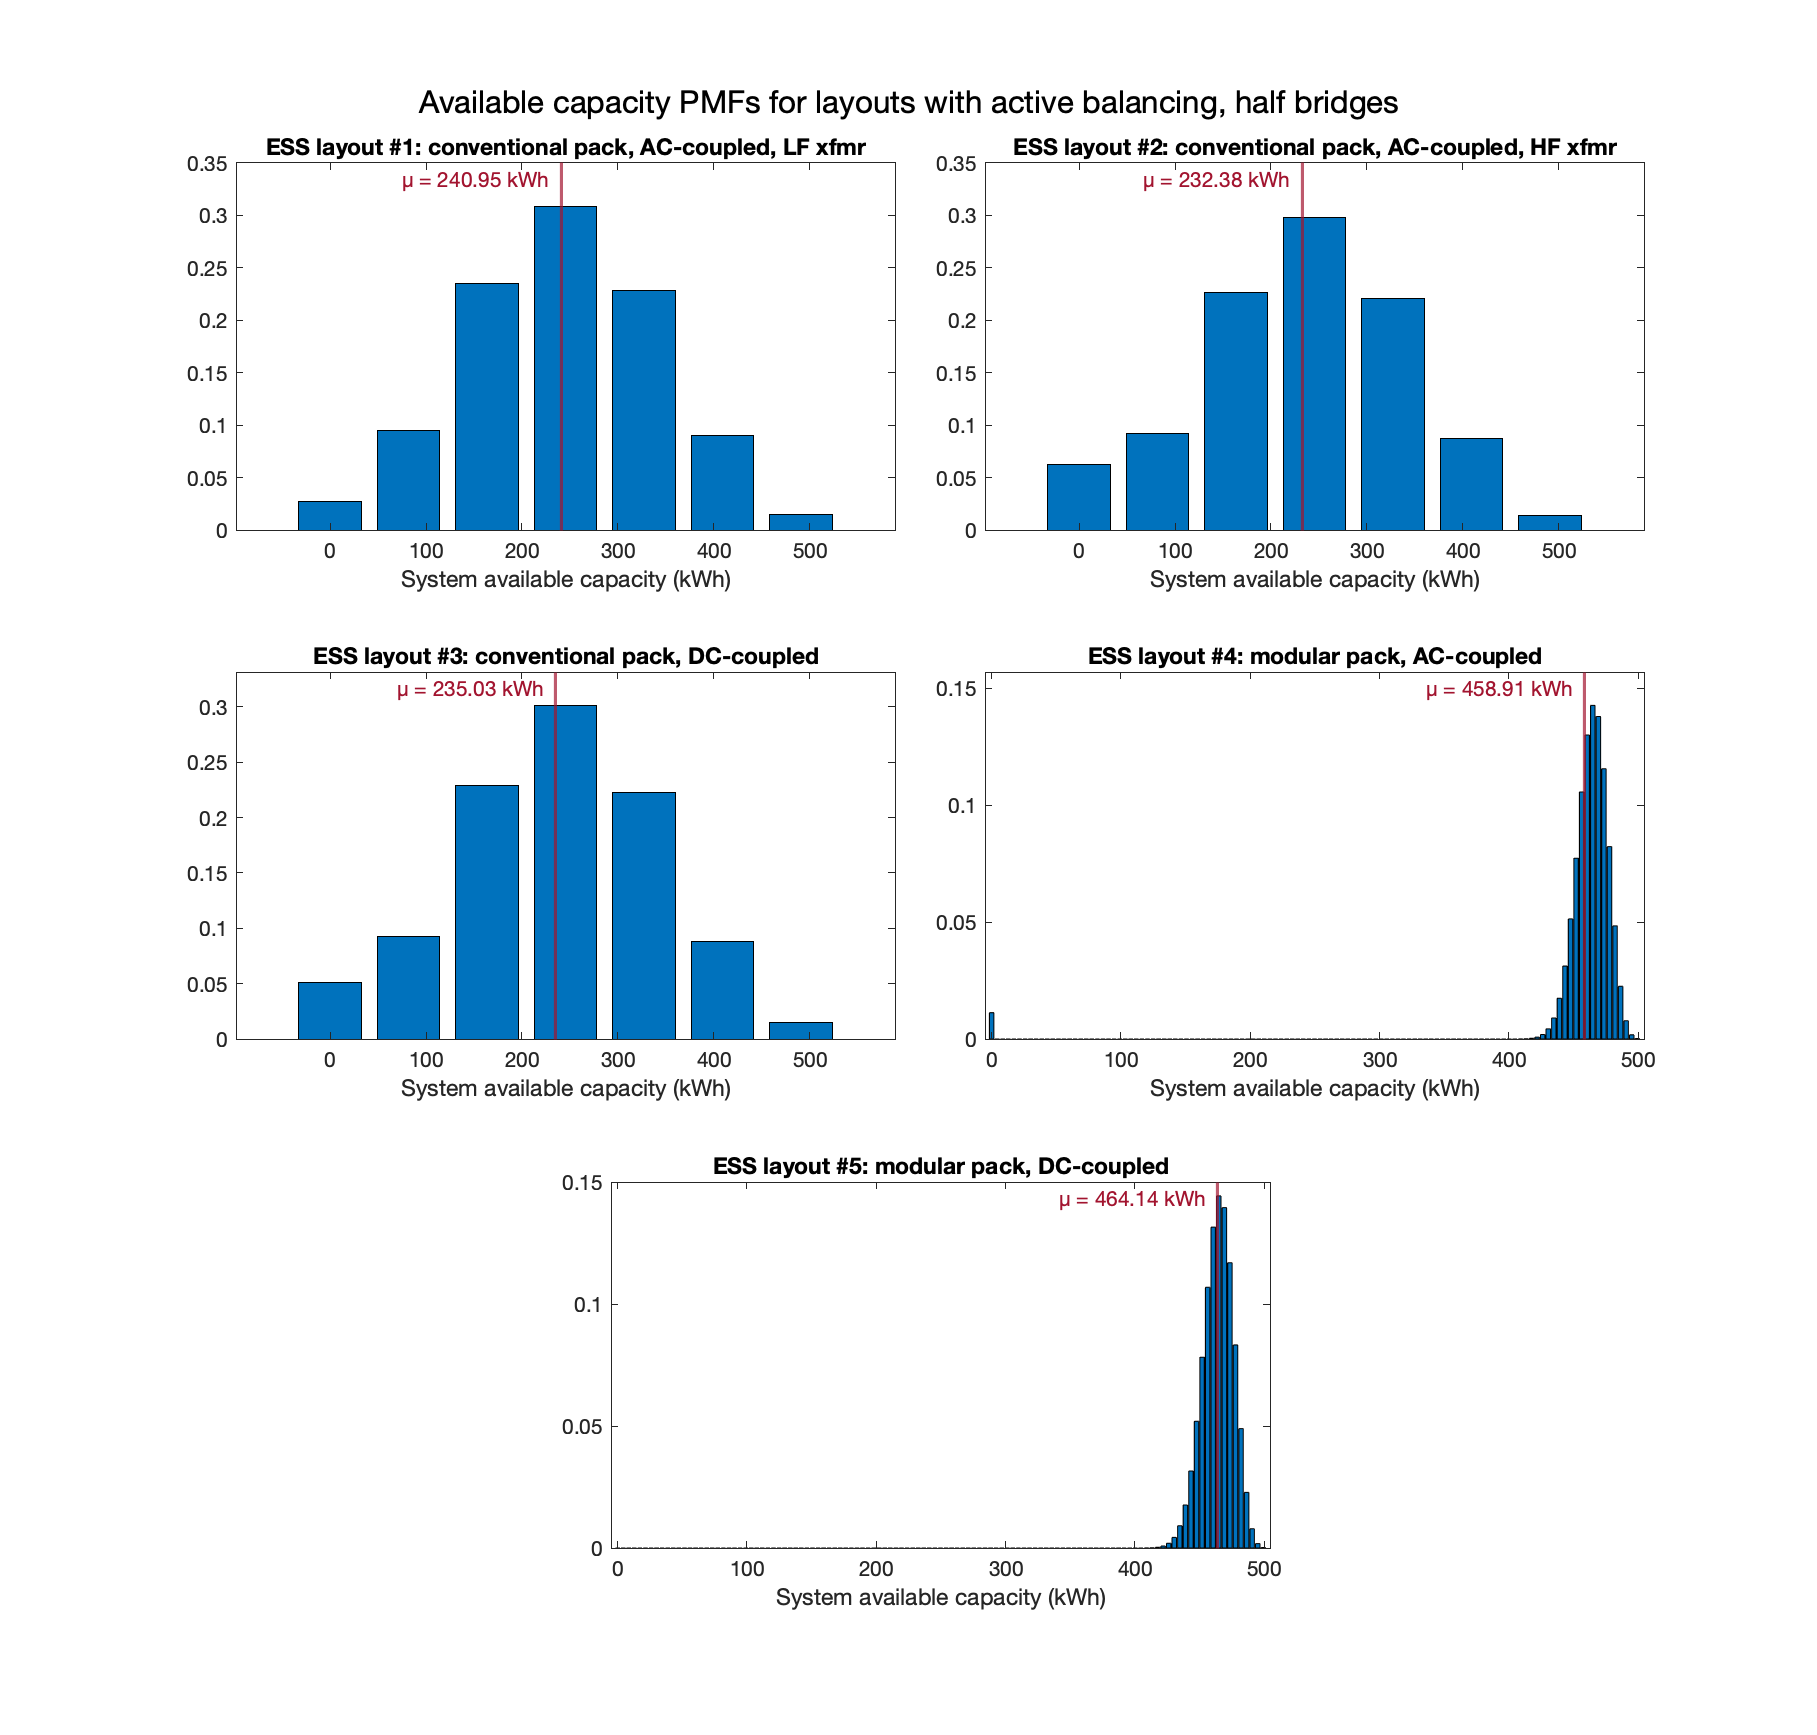 Available capacity PMFs for layouts with active balancing, half bridges
ESS layout #1: conventional pack, AC-coupled, LF xfmr
μ = 240.95 kWh
0.35
0.3
0.25
0.2
0.15
0.1
0.05
0
0 100 200 300 400 500
System available capacity (kWh)
ESS layout #2: conventional pack, AC-coupled, HF xfmr
μ = 232.38 kWh
0.35
0.3
0.25
0.2
0.15
0.1
0.05
0
0 100 200 300 400 500
System available capacity (kWh)
ESS layout #3: conventional pack, DC-coupled
μ = 235.03 kWh
0.3
0.25
0.2
0.15
0.1
0.05
0
0 100 200 300 400 500
System available capacity (kWh)
ESS layout #4: modular pack, AC-coupled
μ = 458.91 kWh
0.15
0.1
0.05
0
0 100 200 300 400 500
System available capacity (kWh)
ESS layout #5: modular pack, DC-coupled
μ = 464.14 kWh
0.15
0.1
0.05
0
0 100 200 300 400 500
System available capacity (kWh)